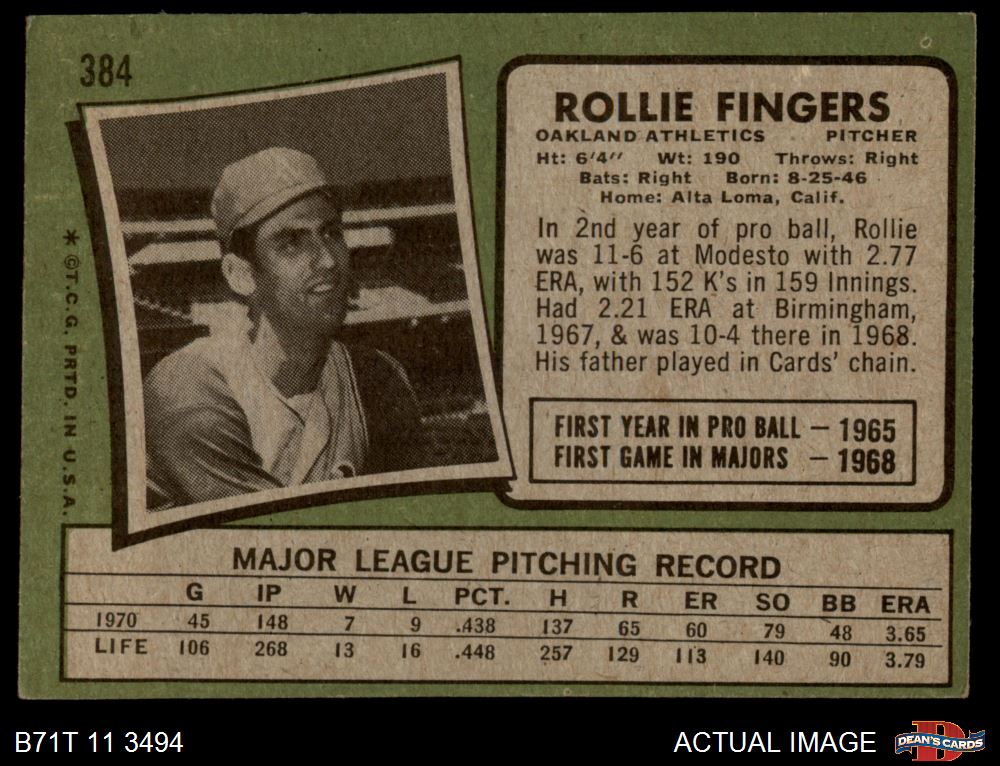 384
* ©T.C.G. PRTD. IN U.S.A.
ROLLIE FINGERS
OAKLAND ATHLETICS PITCHER
Ht: 6'4" Wt: 190 Throws: Right
Bats: Right Born: 8-25-46
Home: Alta Loma, Calif.
In 2nd year of pro ball, Rollie
was 11-6 at Modesto with 2.77
ERA, with 152 K's in 159 Innings.
Had 2.21 ERA at Birmingham,
1967, & was 10-4 there in 1968.
His father played in Cards' chain.
FIRST YEAR IN PRO BALL — 1965
FIRST GAME IN MAJORS — 1968
MAJOR LEAGUE PITCHING RECORD
G IP W L PCT. H R ER SO BB ERA
1970 45 148 7 9 .438 137 65 60 79 48 3.65
LIFE 106 268 13 16 .448 257 129 113 140 90 3.79
B71T 11 3494
ACTUAL IMAGE
DEAN'S CARDS